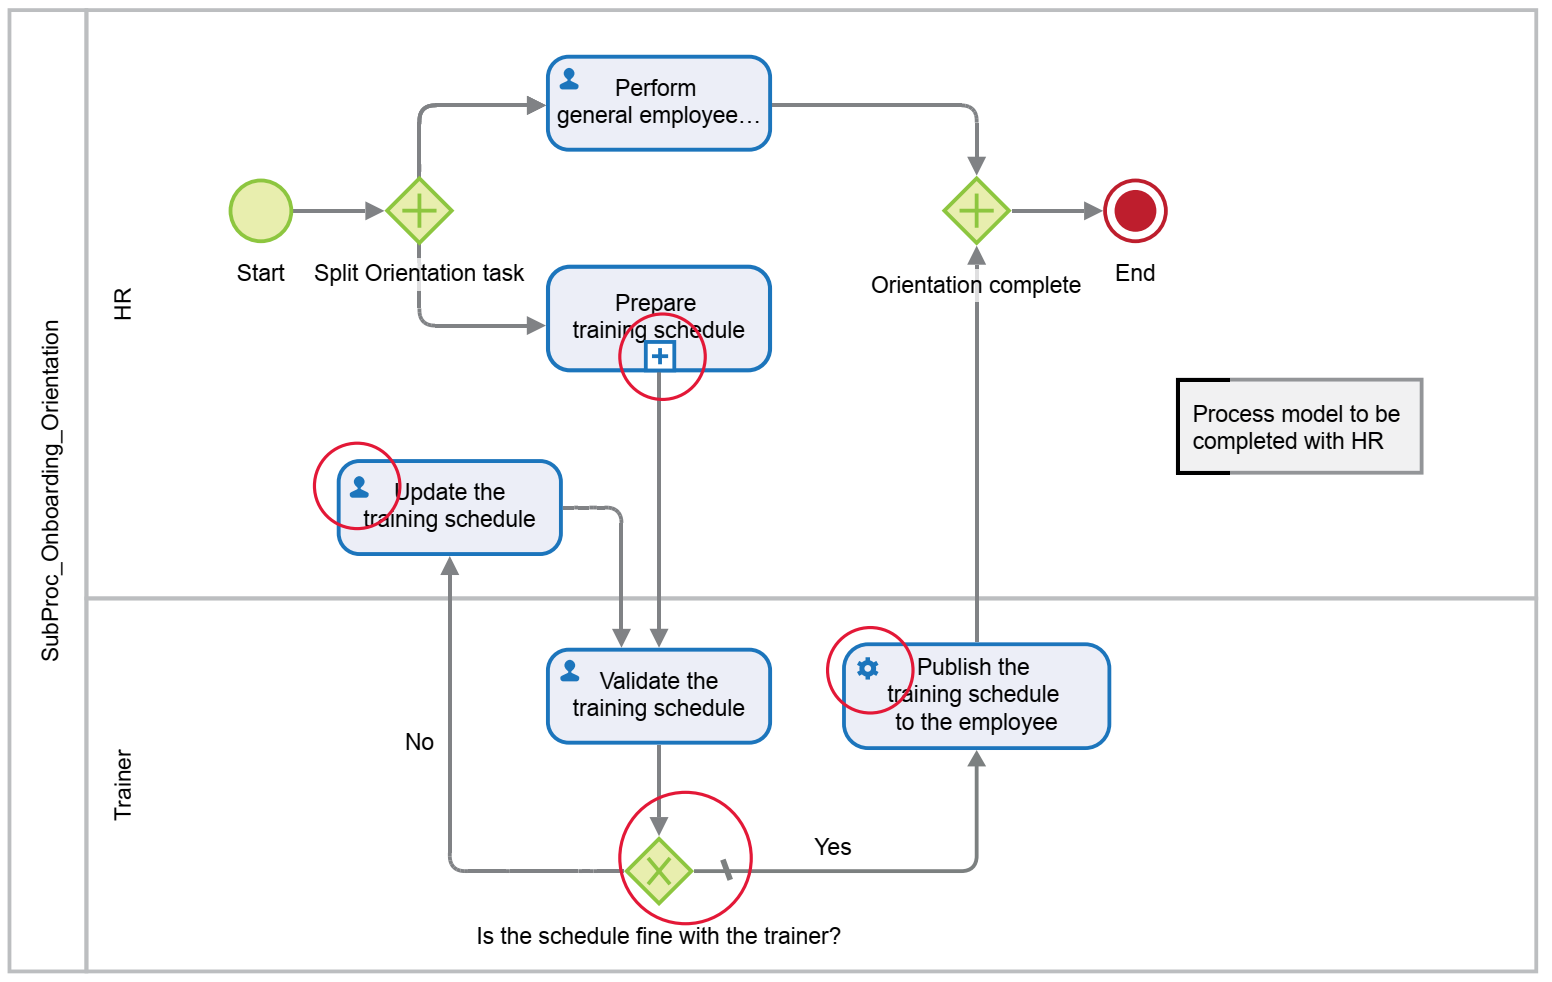 SubProc_Onboarding_Orientation
HR
Perform
general employee…
Start
Split Orientation task
Prepare
training schedule
Orientation complete
End
Process model to be
completed with HR
Update the
training schedule
Trainer
Validate the
training schedule
Publish the
training schedule
to the employee
No
Yes
Is the schedule fine with the trainer?